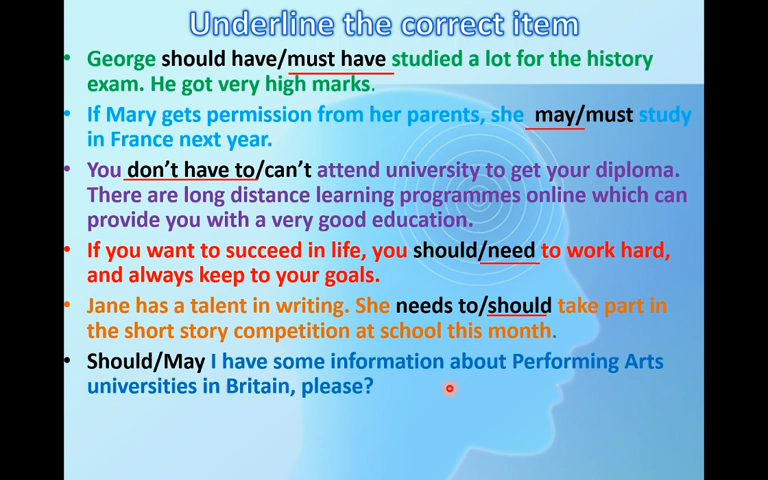 Underline the correct item
• George should have/must have studied a lot for the history
exam. He got very high marks.
• If Mary gets permission from her parents, she may/must study
in France next year.
• You don’t have to/can’t attend university to get your diploma.
There are long distance learning programmes online which can
provide you with a very good education.
• If you want to succeed in life, you should/need to work hard,
and always keep to your goals.
• Jane has a talent in writing. She needs to/should take part in
the short story competition at school this month.
• Should/May I have some information about Performing Arts
universities in Britain, please?